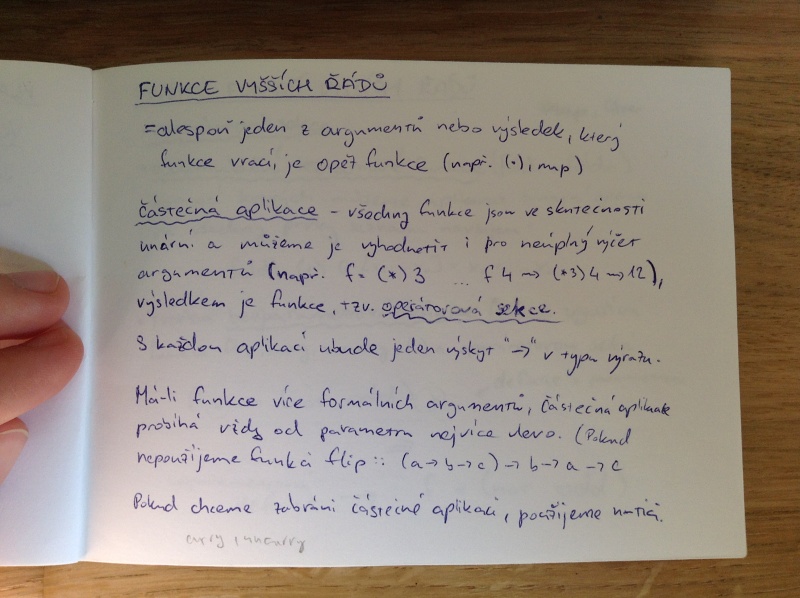 FUNKCE VYŠŠÍCH ŘÁDŮ
= alespoň jeden z argumentů nebo výsledek, který
funkce vrací, je opět funkce (např. (.), map)
částečná aplikace - všechny funkce jsou ve skutečnosti
unární a můžeme je vyhodnotit i pro neúplný výčet
argumentů (např. f = (*) 3 ... f 4 ⇝ (*3) 4 ⇝ 12),
výsledkem je funkce, tzv. operátorová sekce.
S každou aplikací ubude jeden výskyt "→" v typu výrazu.
Má-li funkce více formálních argumentů, částečná aplikace
probíhá vždy od parametru nejvíce vlevo. (Pokud
nepoužijeme funkci flip :: (a → b → c) → b → a → c
Pokud chceme zabránit částečné aplikaci, použijeme n-tici.
curry, uncurry